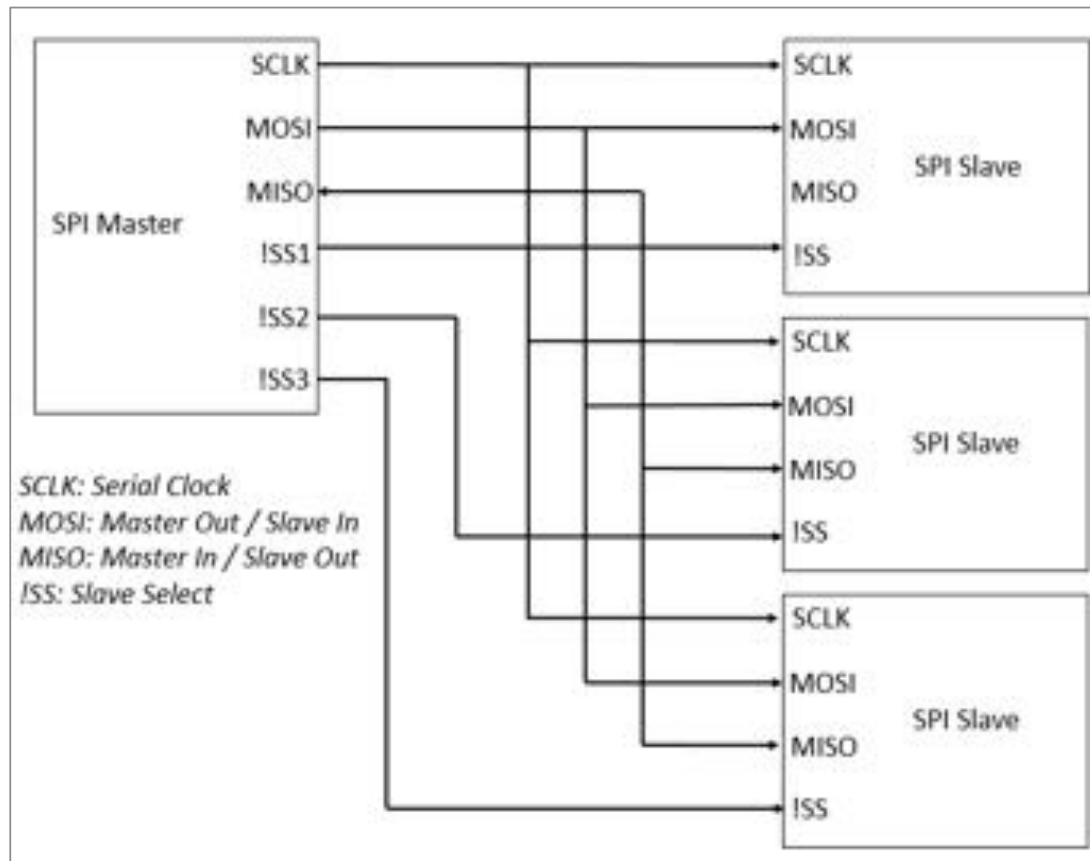 SCLK
MOSI
MISO
SPI Master
!SS1
!SS2
!SS3
SCLK: Serial Clock
MOSI: Master Out / Slave In
MISO: Master In / Slave Out
!SS: Slave Select
SCLK
MOSI
SPI Slave
MISO
!SS
SCLK
MOSI
SPI Slave
MISO
!SS
SCLK
MOSI
SPI Slave
MISO
!SS